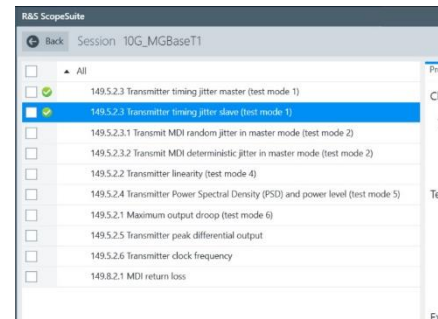 R&S ScopeSuite
Back Session 10G_MGBaseT1
All
149.5.2.3 Transmitter timing jitter master (test mode 1)
149.5.2.3 Transmitter timing jitter slave (test mode 1)
149.5.2.3.1 Transmit MDI random jitter in master mode (test mode 2)
149.5.2.3.2 Transmit MDI deterministic jitter in master mode (test mode 2)
149.5.2.2 Transmitter linearity (test mode 4)
149.5.2.4 Transmitter Power Spectral Density (PSD) and power level (test mode 5)
149.5.2.1 Maximum output droop (test mode 6)
149.5.2.5 Transmitter peak differential output
149.5.2.6 Transmitter clock frequency
149.8.2.1 MDI return loss